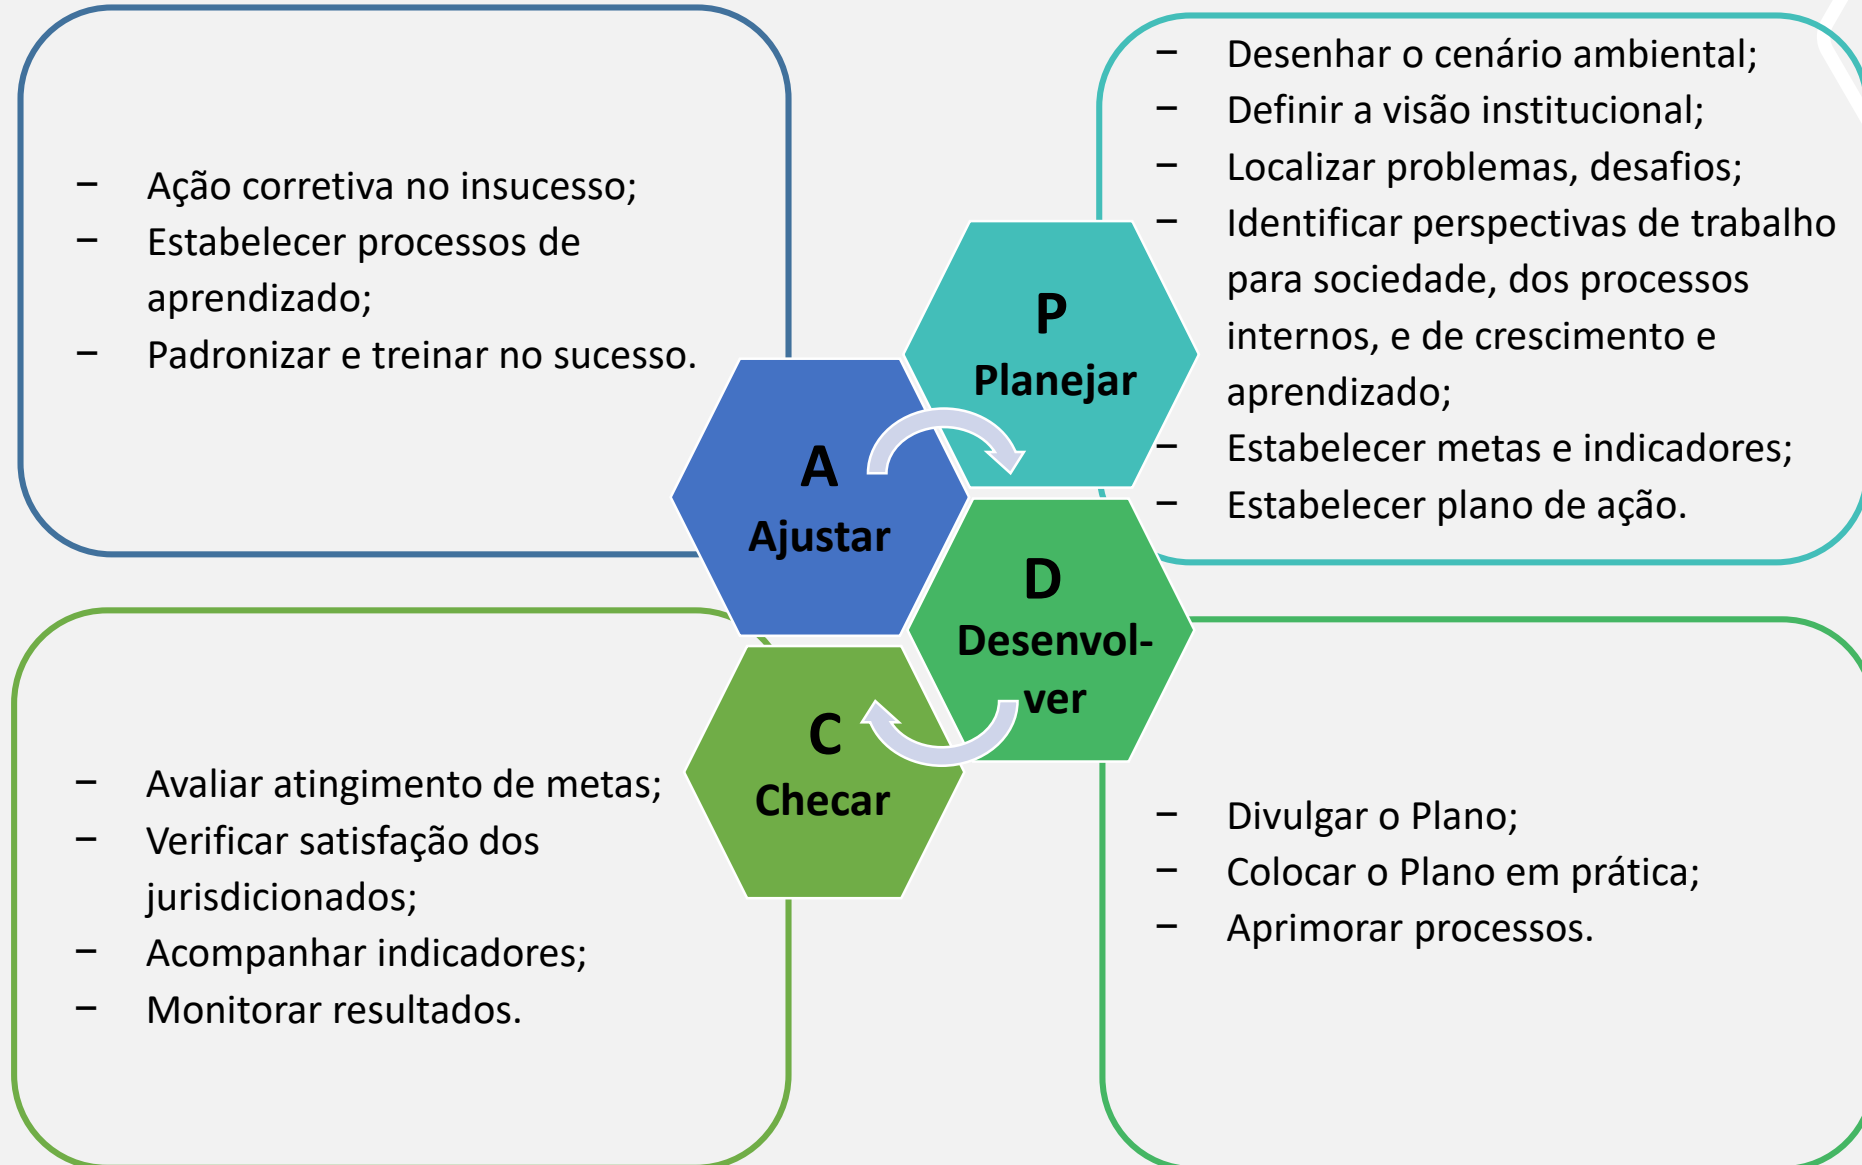 – Ação corretiva no insucesso;
– Estabelecer processos de
aprendizado;
– Padronizar e treinar no sucesso.
– Desenhar o cenário ambiental;
– Definir a visão institucional;
– Localizar problemas, desafios;
– Identificar perspectivas de trabalho
para sociedade, dos processos
internos, e de crescimento e
aprendizado;
– Estabelecer metas e indicadores;
– Estabelecer plano de ação.
P
Planejar
A
Ajustar
D
Desenvol-
ver
C
Checar
– Avaliar atingimento de metas;
– Verificar satisfação dos
jurisdicionados;
– Acompanhar indicadores;
– Monitorar resultados.
– Divulgar o Plano;
– Colocar o Plano em prática;
– Aprimorar processos.